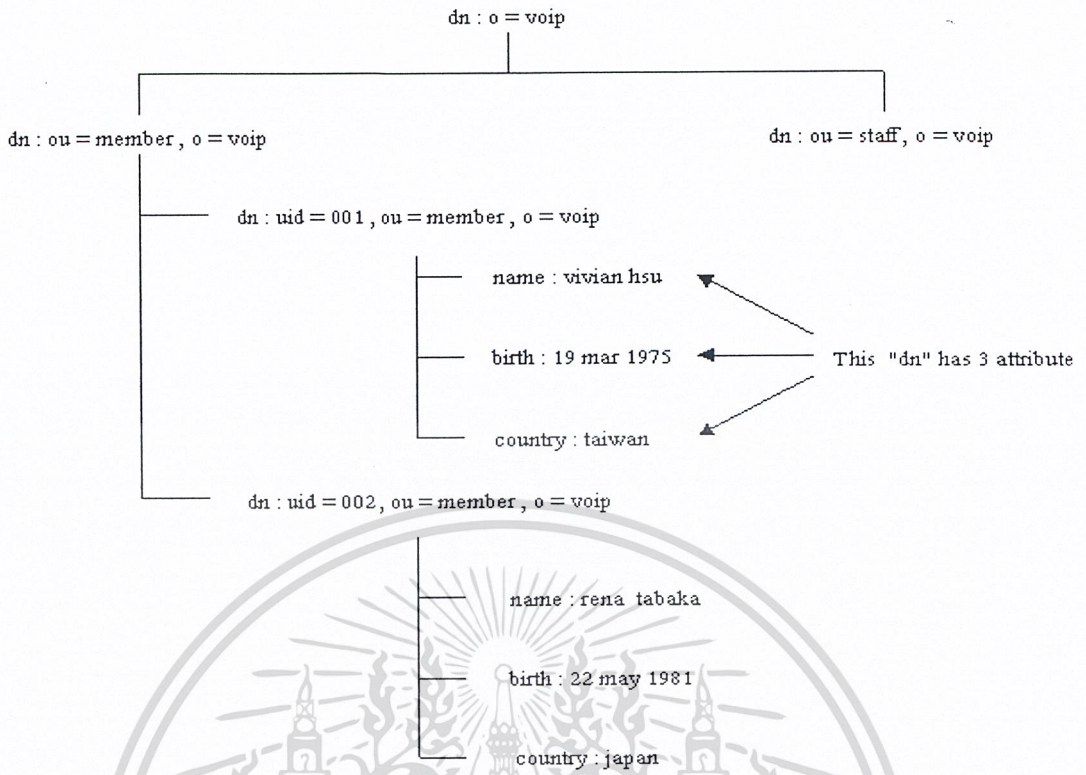 dn : o = voip
dn : ou = member , o = voip
dn : ou = staff, o = voip
dn : uid = 001 , ou = member , o = voip
name : vivian hsu
birth : 19 mar 1975
This "dn" has 3 attribute
country : taiwan
dn : uid = 002, ou = member , o = voip
name : rena tabaka
birth : 22 may 1981
country : japan